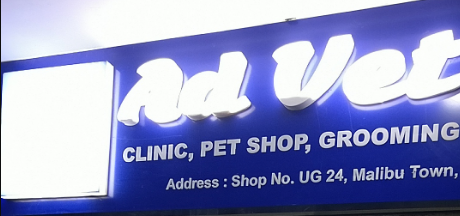 Ad Vet
CLINIC, PET SHOP, GROOMING
Address : Shop No. UG 24, Malibu Town,